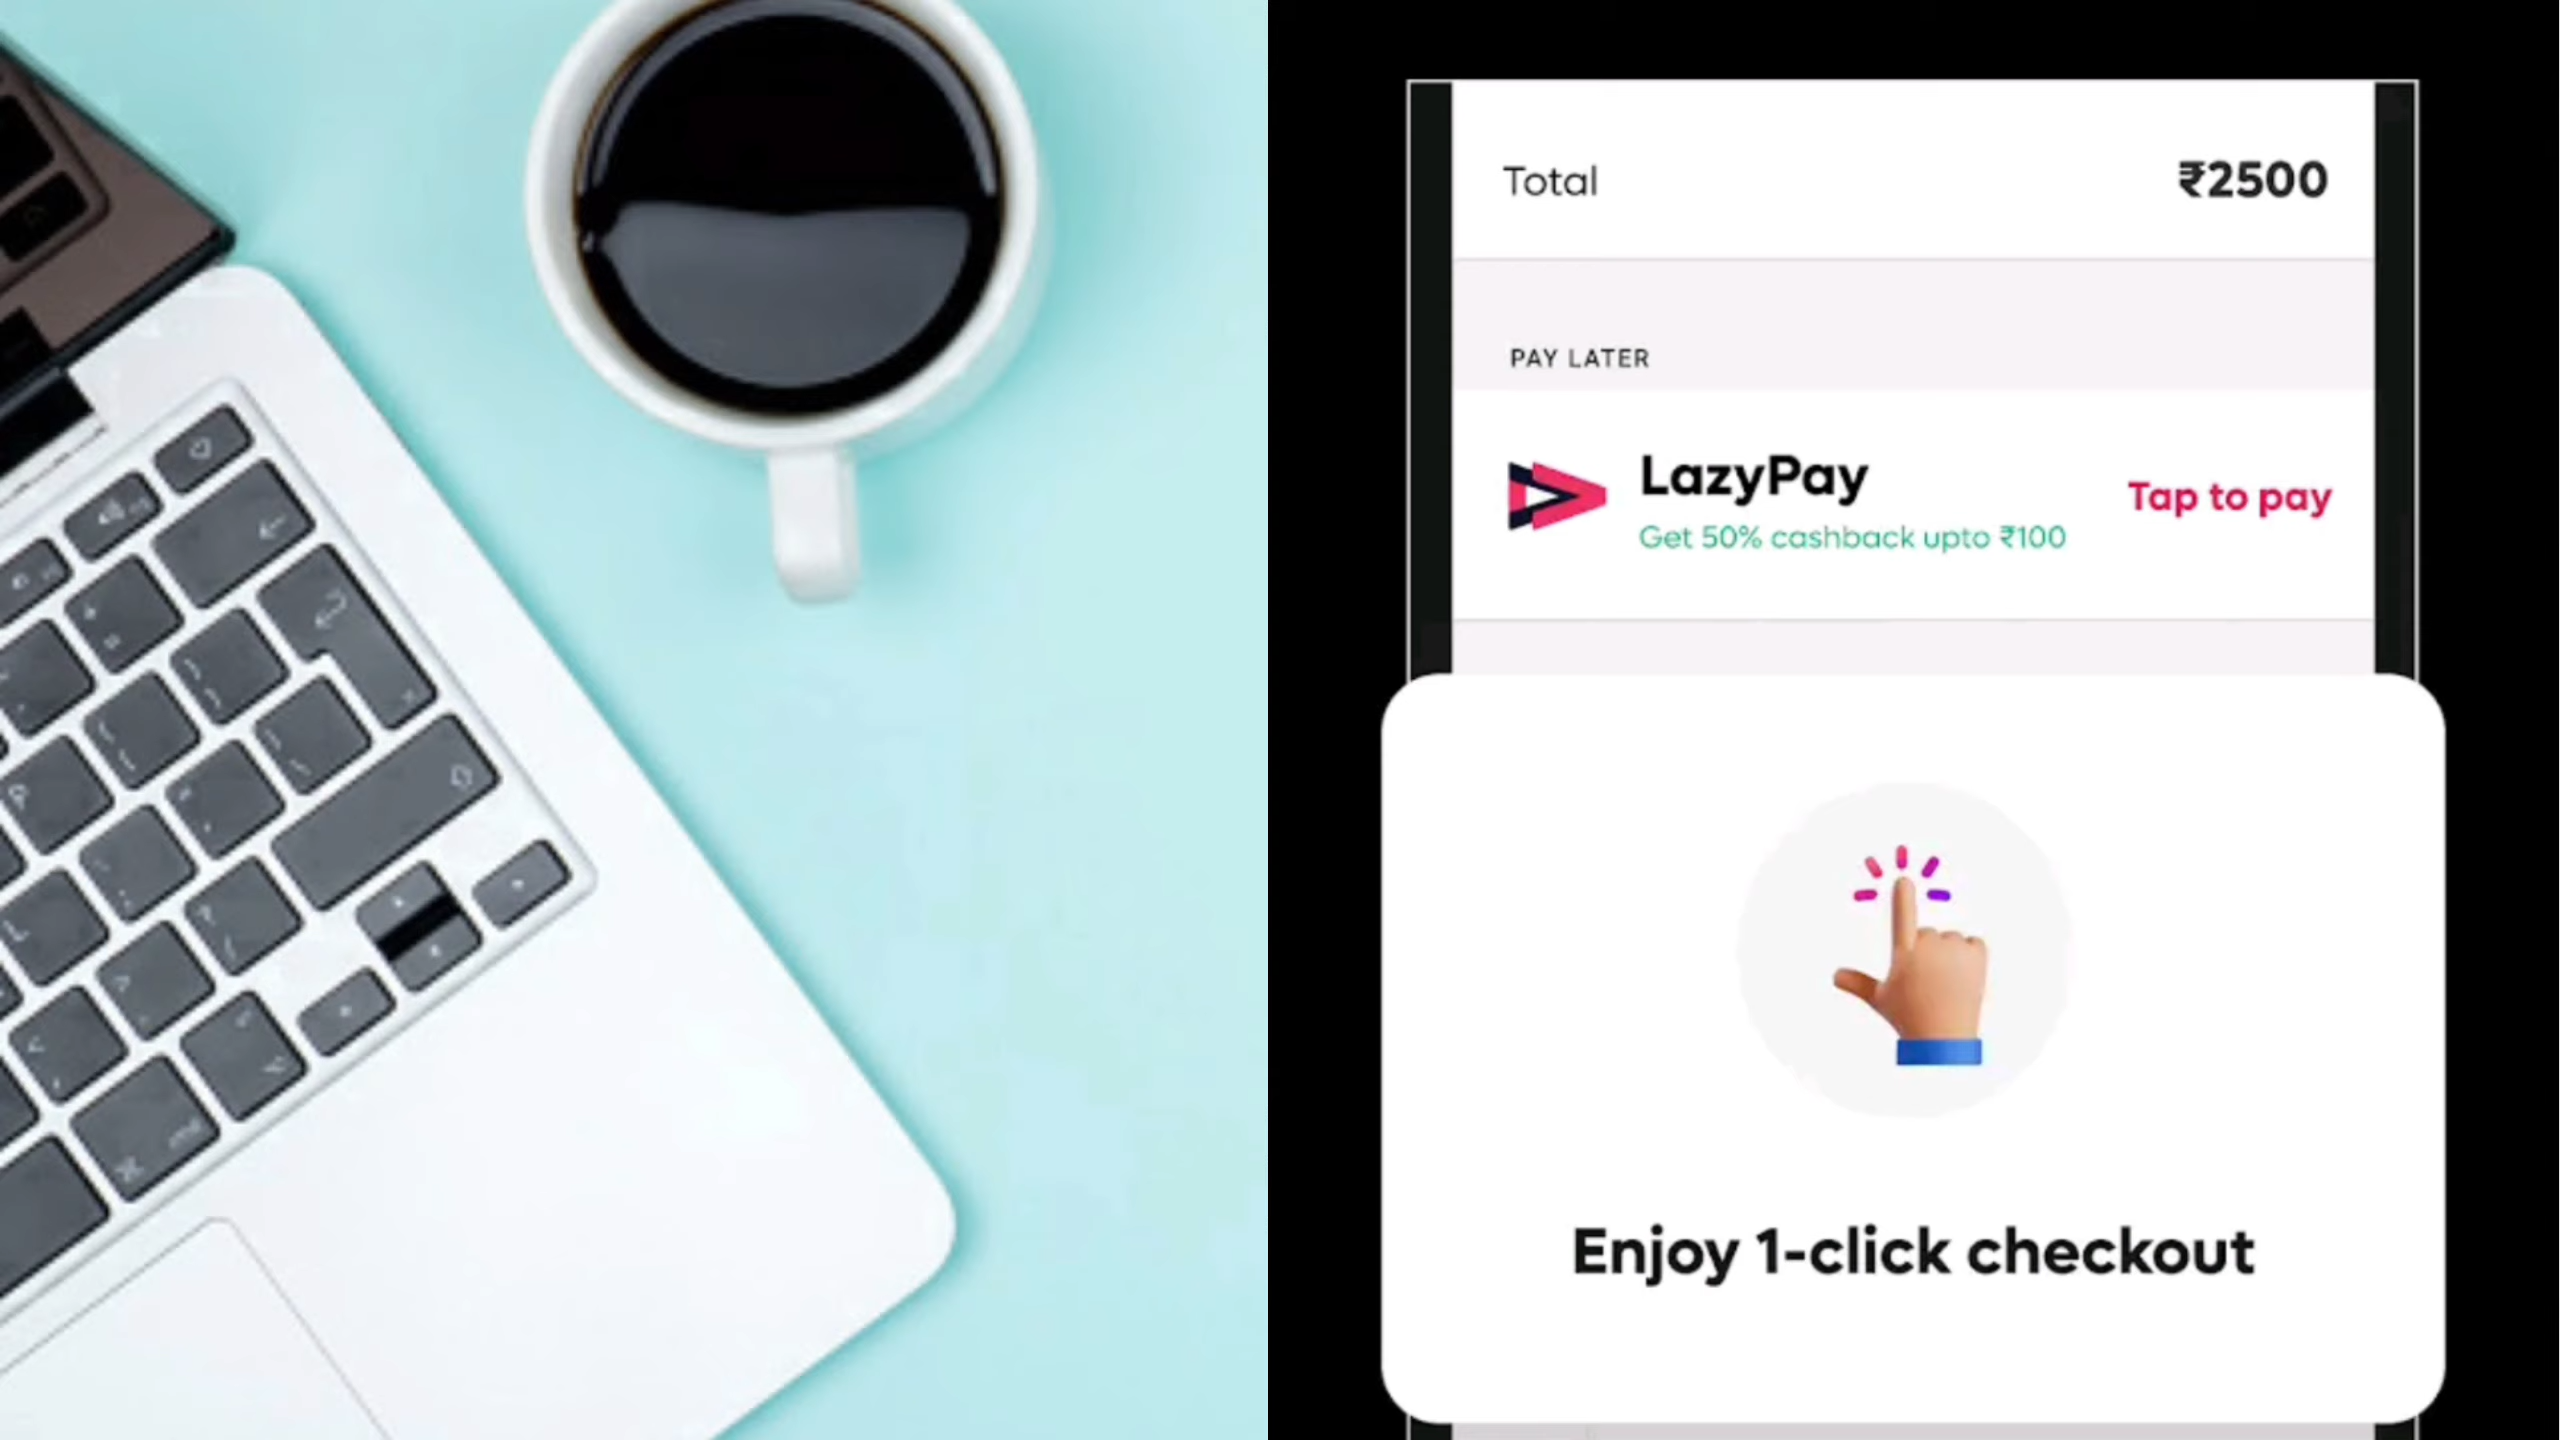 Total
₹2500
PAY LATER
LazyPay
Tap to pay
Get 50% cashback upto ₹100
Enjoy 1-click checkout